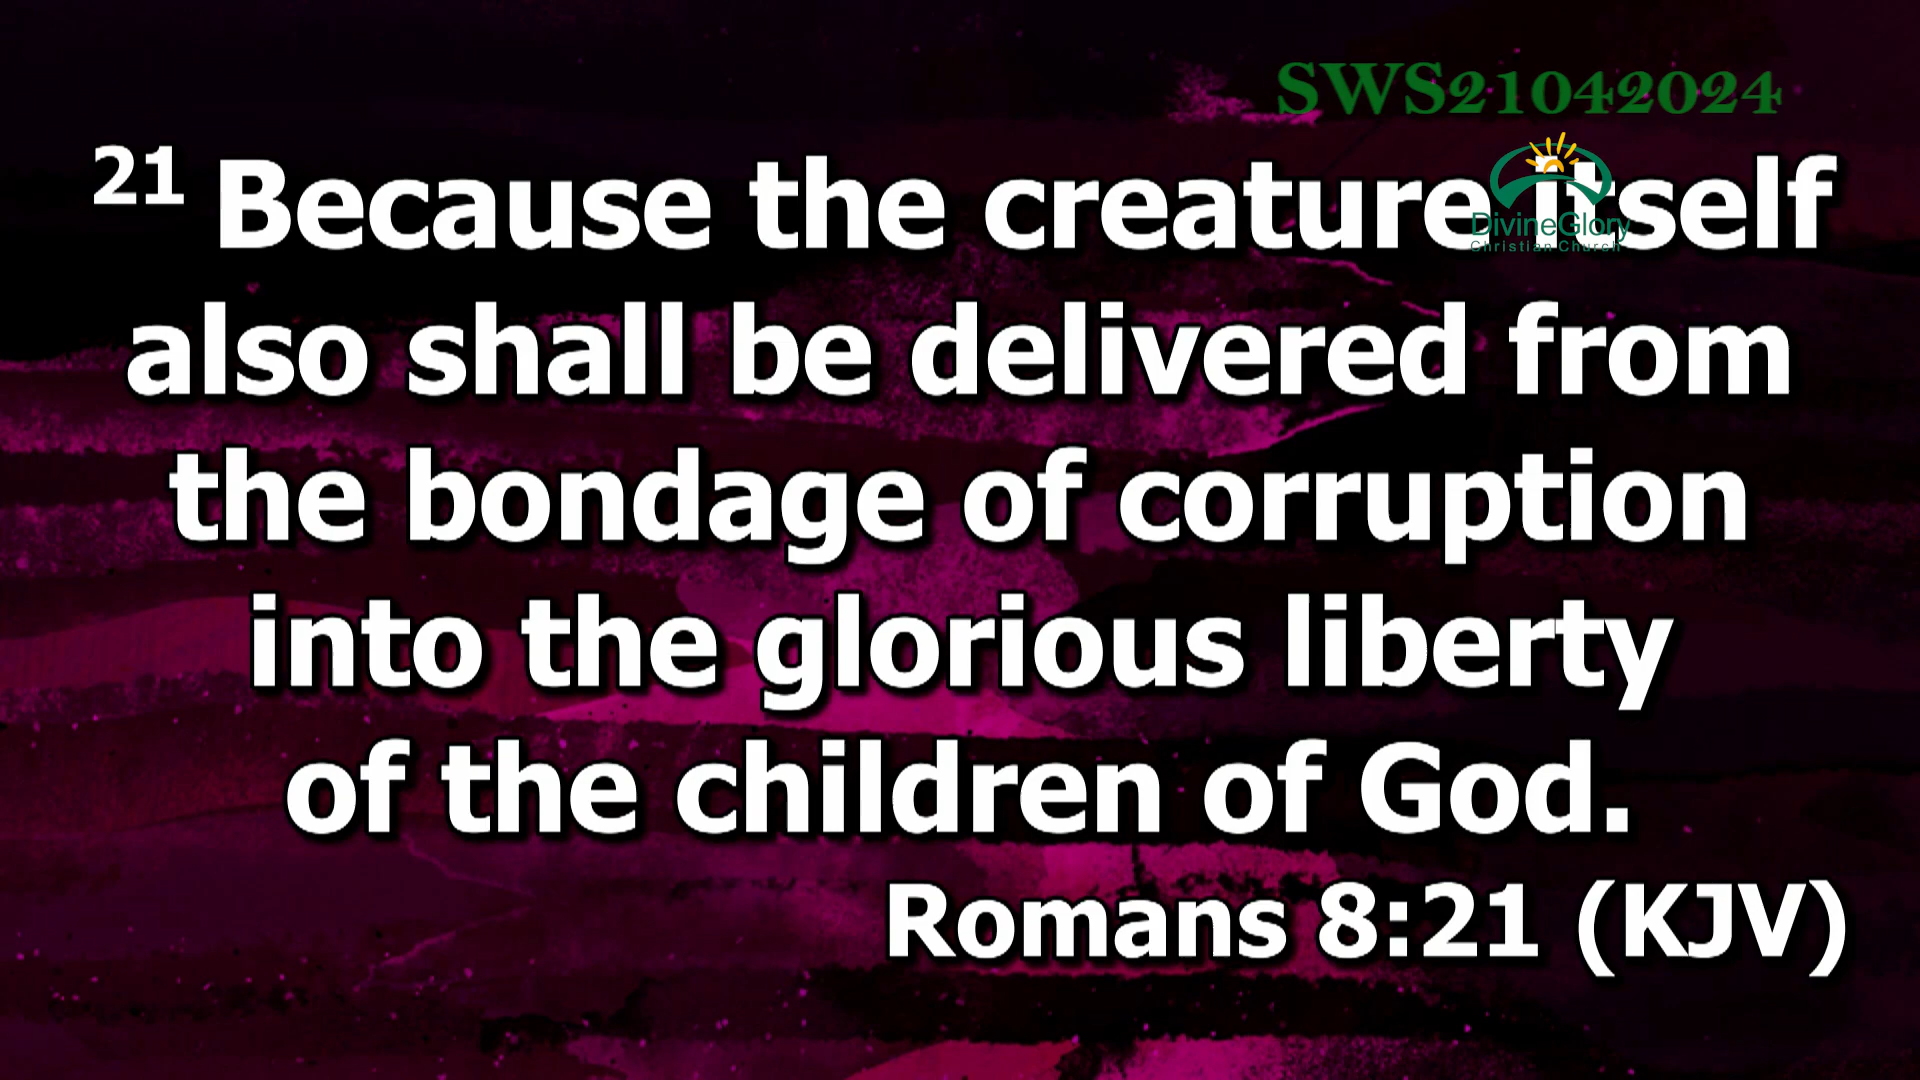 SWS21042024
21 Because the creature itself
DivineGlory
Christian Church
also shall be delivered from
the bondage of corruption
into the glorious liberty
of the children of God.
Romans 8:21 (KJV)